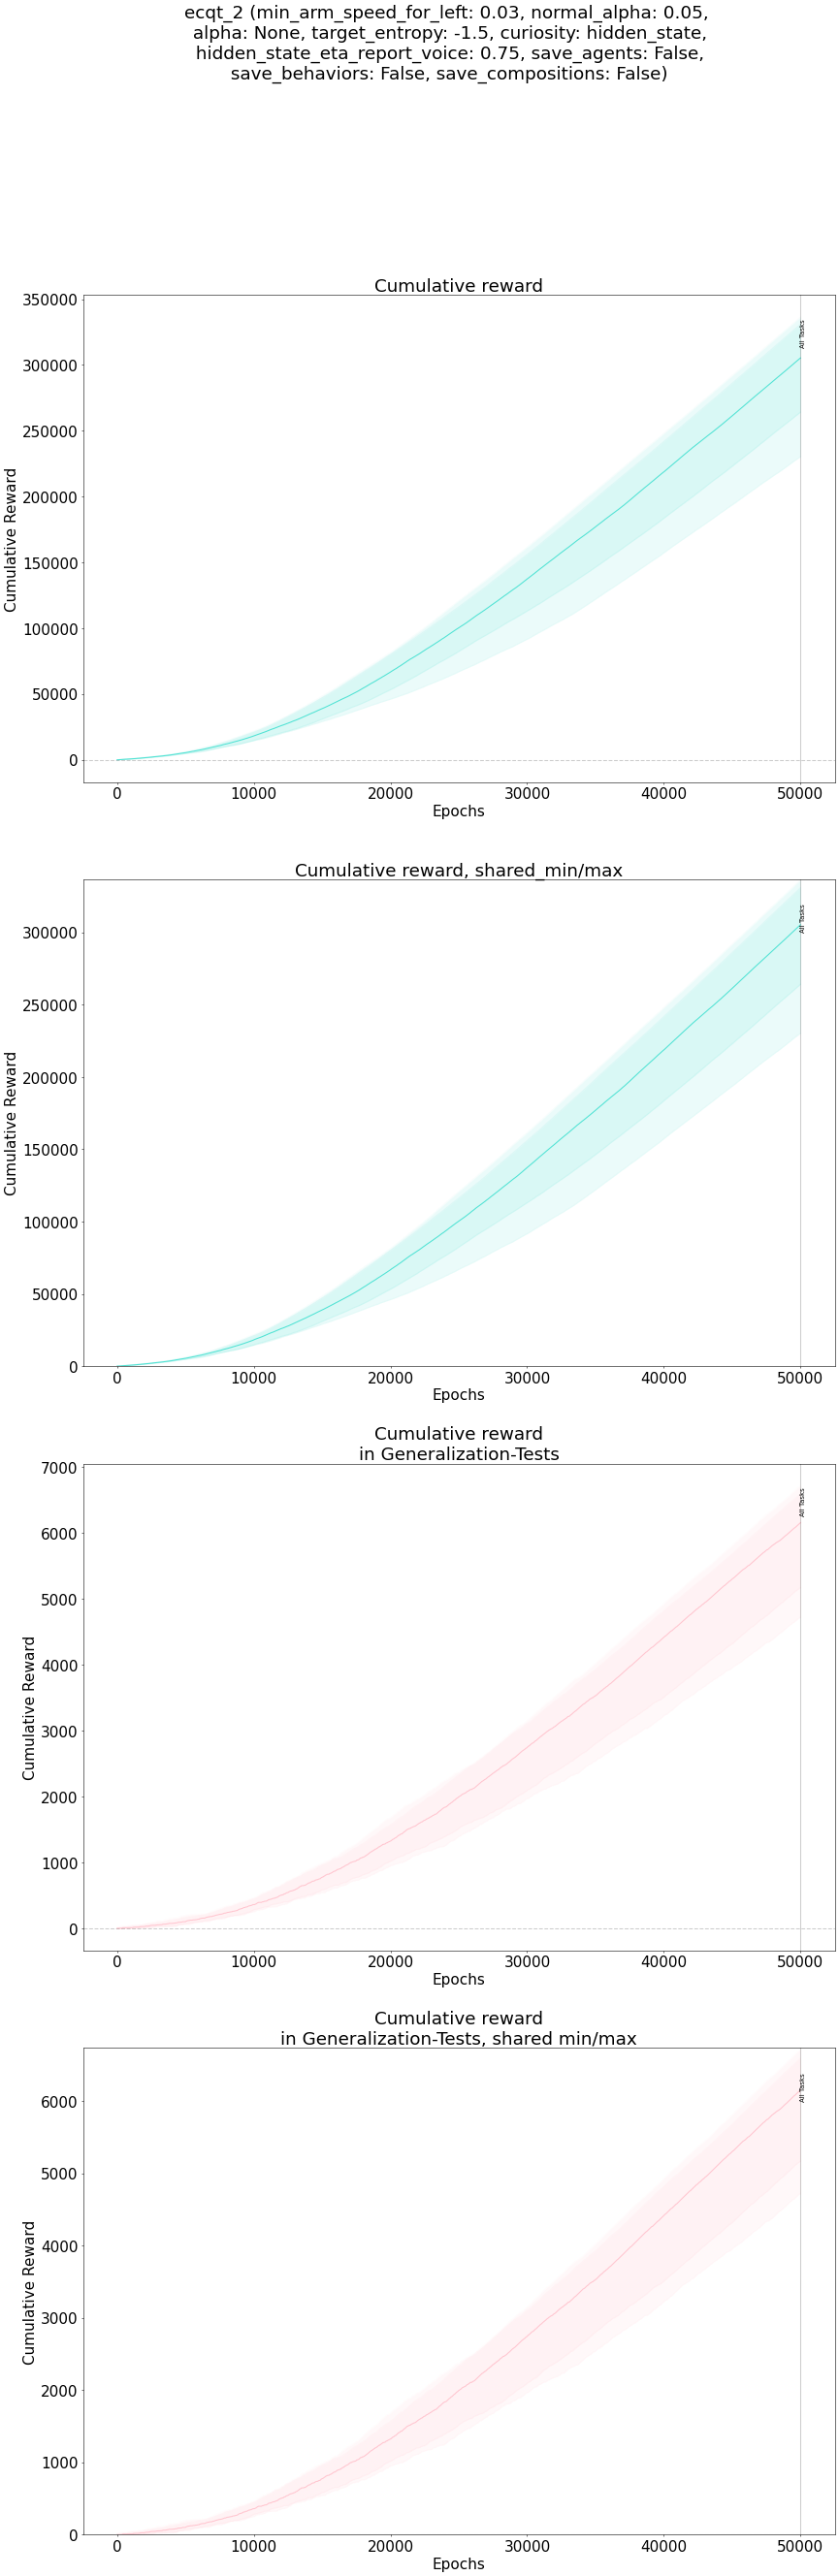 ecqt_2 (min_arm_speed_for_left: 0.03, normal_alpha: 0.05,
alpha: None, target_entropy: -1.5, curiosity: hidden_state,
hidden_state_eta_report_voice: 0.75, save_agents: False,
save_behaviors: False, save_compositions: False)
Cumulative reward
350000
300000
250000
200000
150000
100000
50000
0
Cumulative Reward
All Tasks
0 10000 20000 30000 40000 50000
Epochs
Cumulative reward, shared_min/max
300000
250000
200000
150000
100000
50000
0
Cumulative Reward
All Tasks
0 10000 20000 30000 40000 50000
Epochs
Cumulative reward
in Generalization-Tests
7000
6000
5000
4000
3000
2000
1000
0
Cumulative Reward
All Tasks
0 10000 20000 30000 40000 50000
Epochs
Cumulative reward
in Generalization-Tests, shared min/max
6000
5000
4000
3000
2000
1000
0
Cumulative Reward
All Tasks
0 10000 20000 30000 40000 50000
Epochs